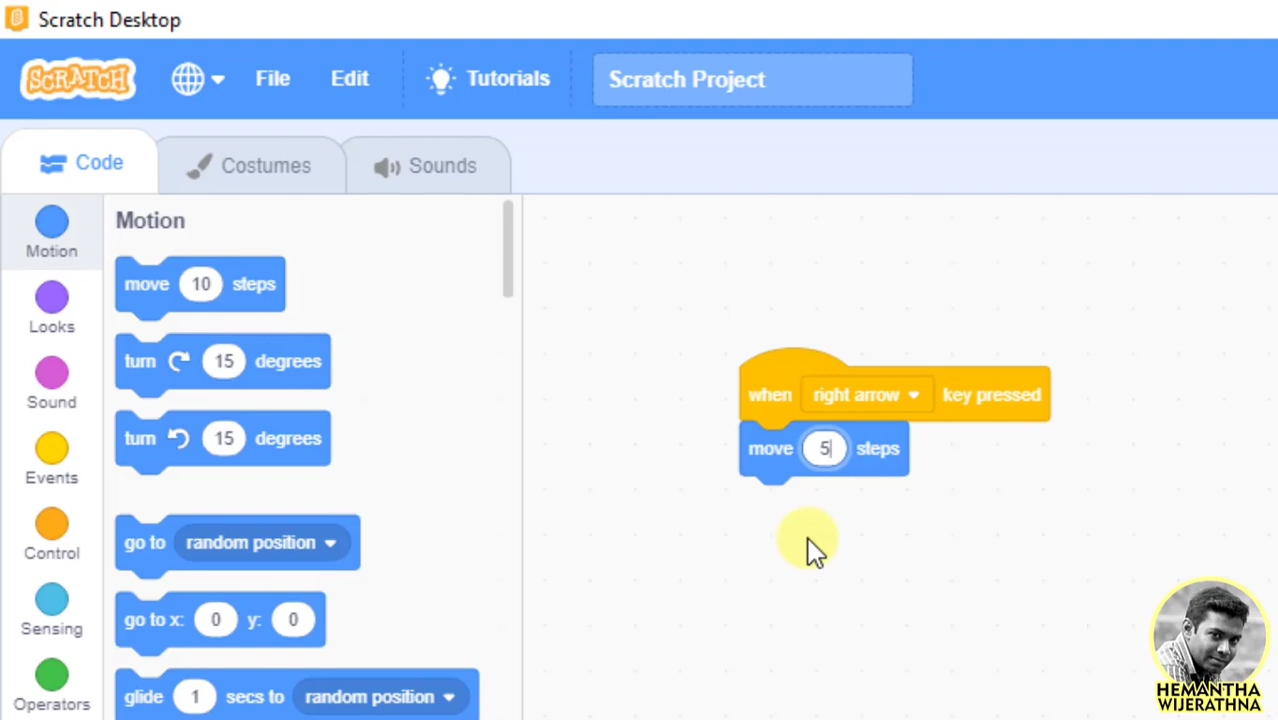 Scratch Desktop
SCRATCH File Edit Tutorials Scratch Project
Code Costumes Sounds
Motion
Looks
Sound
Events
Control
Sensing
Operators
Motion
move 10 steps
turn 15 degrees
turn 15 degrees
go to random position
go to x: 0 y: 0
glide 1 secs to random position
when right arrow key pressed
move 5 steps
HEMANTHA
WIJERATHNA